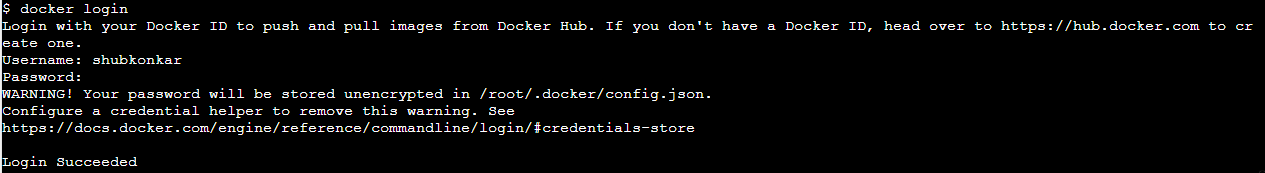 $ docker login
Login with your Docker ID to push and pull images from Docker Hub. If you don't have a Docker ID, head over to https://hub.docker.com to cr
eate one.
Username: shubkonkar
Password:
WARNING! Your password will be stored unencrypted in /root/.docker/config.json.
Configure a credential helper to remove this warning. See
https://docs.docker.com/engine/reference/commandline/login/#credentials-store
Login Succeeded